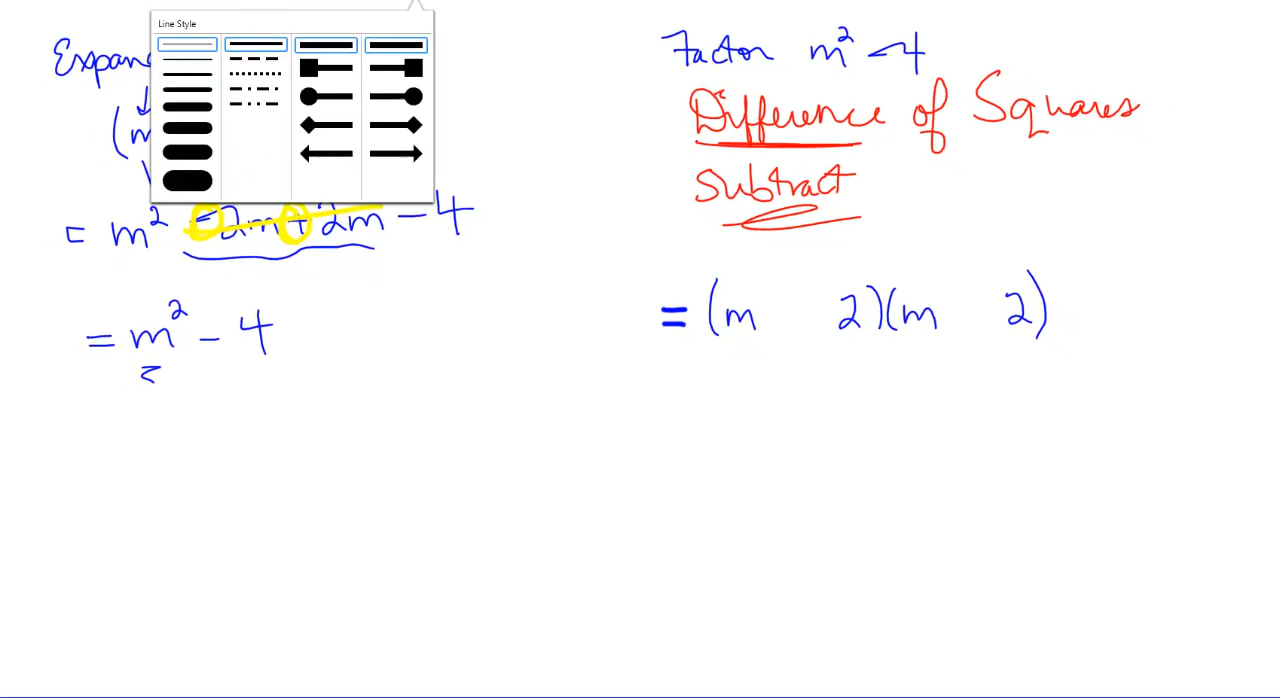 Line Style
Expan
(m
= m² - 2m + 2m - 4
= m² - 4
Factor m² - 4
Difference of Squares
Subtract
= (m 2)(m 2)